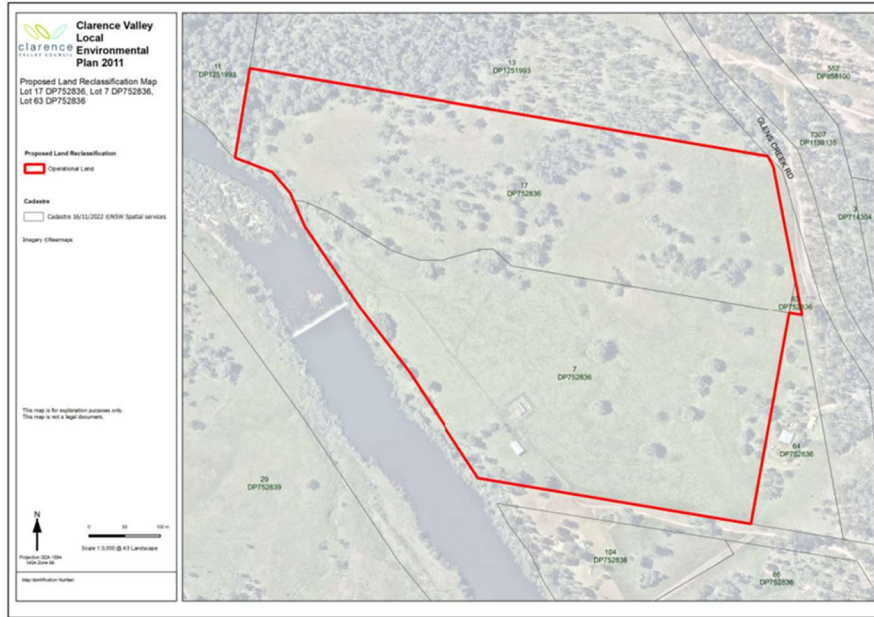 clarence
VALLEY COUNCIL
Clarence Valley
Local
Environmental
Plan 2011
Proposed Land Reclassification Map
Lot 17 DP752836, Lot 7 DP752836,
Lot 63 DP752836
Proposed Land Reclassification
Operational Land
Cadastre
Cadastre 16/11/2022 ©NSW Spatial services
Imagery ©Nearmaps
This map is for explanation purposes only.
This map is not a legal document.
N
0 50 100 m
Scale 1:3,000 @ A3 Landscape
Projection GDA 1994
MGA Zone 56
Map Identification Number
11
DP1251993
13
DP1251993
552
DP858100
GLENS CREEK RD
7307
DP1138135
17
DP752836
3
DP714304
63
DP752836
7
DP752836
64
DP752836
29
DP752839
104
DP752836
DP752836